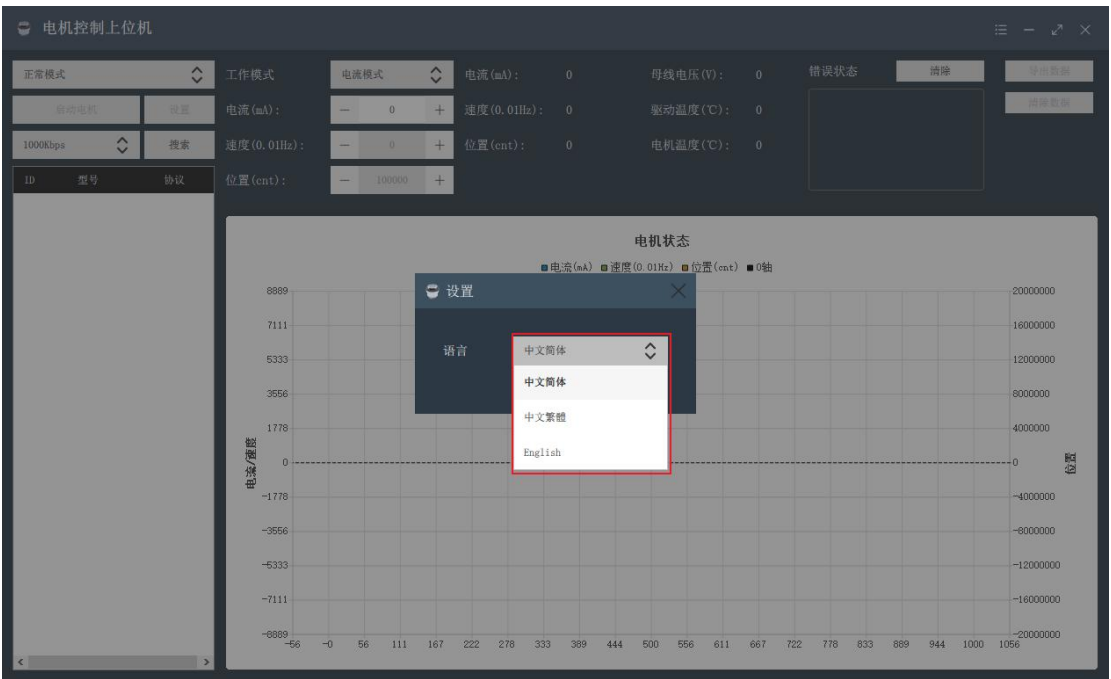 电机控制上位机
正常模式
启动电机 设置
1000Kbps 搜索
ID 型号 协议
工作模式 电流模式
电流(mA): 0
速度(0.01Hz): 0
位置(cnt): 100000
电流(mA): 0 母线电压(V): 0
速度(0.01Hz): 0 驱动温度(℃): 0
位置(cnt): 0 电机温度(℃): 0
错误状态 清除
导出数据
清除数据
电机状态
电流(mA) 速度(0.01Hz) 位置(cnt) 0轴
8889 20000000
7111 16000000
5333 12000000
3556 8000000
1778 4000000
0 0
-1778 -4000000
-3556 -8000000
-5333 -12000000
-7111 -16000000
-8889 -20000000
电流/速度
位置
-56 -0 56 111 167 222 278 333 389 444 500 556 611 667 722 778 833 889 944 1000 1056
设置
语言 中文简体
中文简体
中文繁體
English